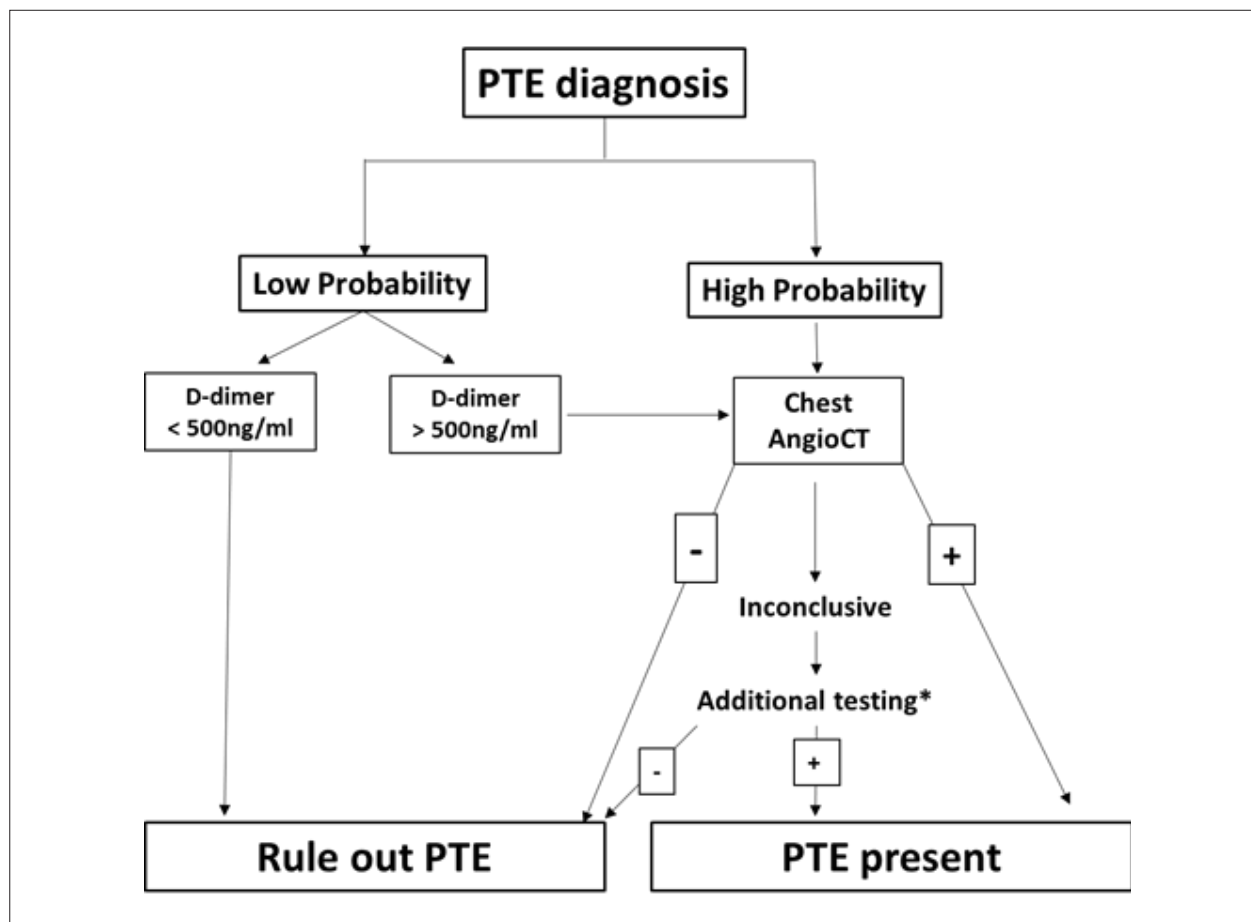 PTE diagnosis
Low Probability
High Probability
D-dimer
< 500ng/ml
D-dimer
> 500ng/ml
Chest
AngioCT
-
+
Inconclusive
Additional testing*
-
+
Rule out PTE
PTE present